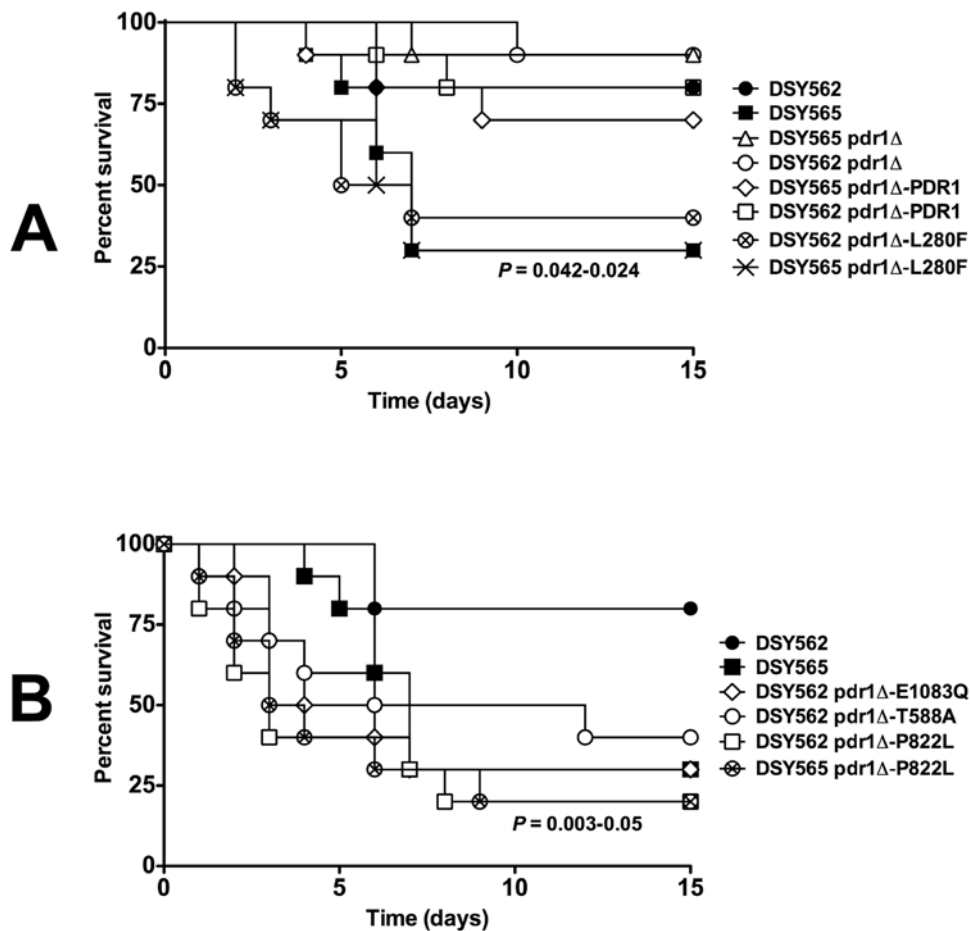 A
Percent survival
100
75
50
25
0
0 5 10 15
Time (days)
P = 0.042-0.024
DSY562
DSY565
DSY565 pdr1Δ
DSY562 pdr1Δ
DSY565 pdr1Δ-PDR1
DSY562 pdr1Δ-PDR1
DSY562 pdr1Δ-L280F
DSY565 pdr1Δ-L280F
B
Percent survival
100
75
50
25
0
0 5 10 15
Time (days)
P = 0.003-0.05
DSY562
DSY565
DSY562 pdr1Δ-E1083Q
DSY562 pdr1Δ-T588A
DSY562 pdr1Δ-P822L
DSY565 pdr1Δ-P822L